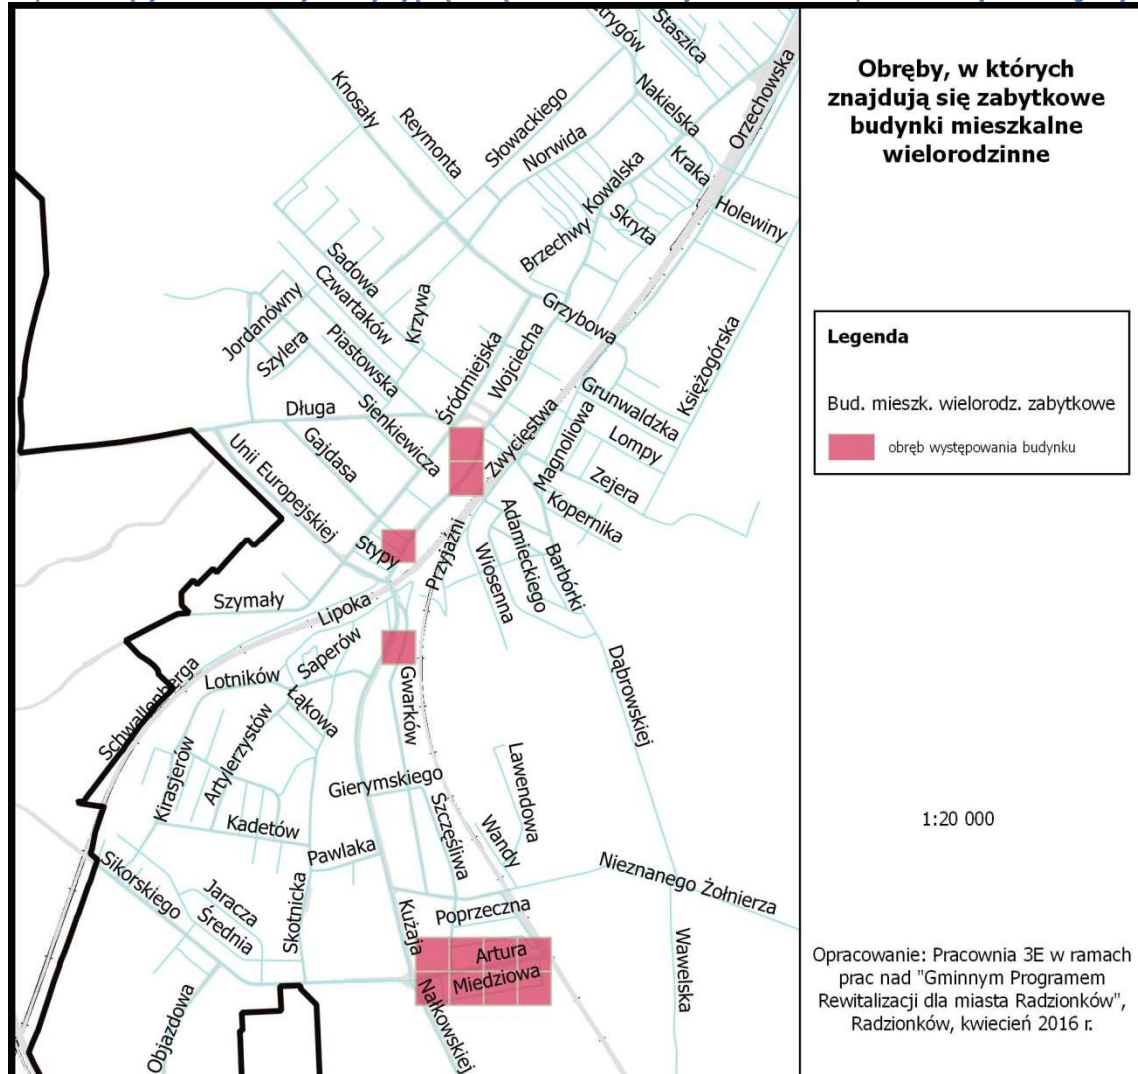 Obręby, w których
znajdują się zabytkowe
budynki mieszkalne
wielorodzinne
Legenda
Bud. mieszk. wielorodz. zabytkowe
obręb występowania budynku
1:20 000
Opracowanie: Pracownia 3E w ramach
prac nad "Gminnym Programem
Rewitalizacji dla miasta Radzionków",
Radzionków, kwiecień 2016 r.
Staszica
Knosały
Reymonta
Słowackiego
Norwida
Nakielska
Orzechowska
Kraka
Holewiny
Kowalska
Skryta
Brzechwy
Sadowa
Czwartaków
Krzywa
Jordanówny
Szylera
Piastowska
Grzybowa
Wojciecha
Śródmiejska
Księżogórska
Sienkiewicza
Długa
Gajdasa
Unii Europejskiej
Grunwaldzka
Magnoliowa
Lompy
Zwycięstwa
Zejera
Kopernika
Adamieckiego
Przyjaźni
Wiosenna
Barbórki
Stypy
Szymały
Lipoka
Saperów
Lotników
Schwallenberga
Łąkowa
Gwarków
Dąbrowskiej
Artylerzystów
Kirasjerów
Gierymskiego
Lawendowa
Kadetów
Szczęśliwa
Wandy
Pawlaka
Sikorskiego
Jaracza
Średnia
Skotnicka
Nieznanego Żołnierza
Kużaja
Poprzeczna
Artura
Miedziowa
Wawelska
Nałkowskiej
Objazdowa